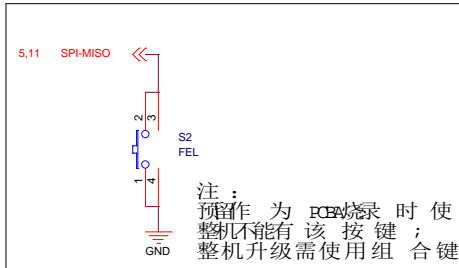 5,11 SPI-MISO
2 3
S2
FEL
1 4
GND
注：
预留作为PCBA烧录时使
整机不能有该按键；
整机升级需使用组合键